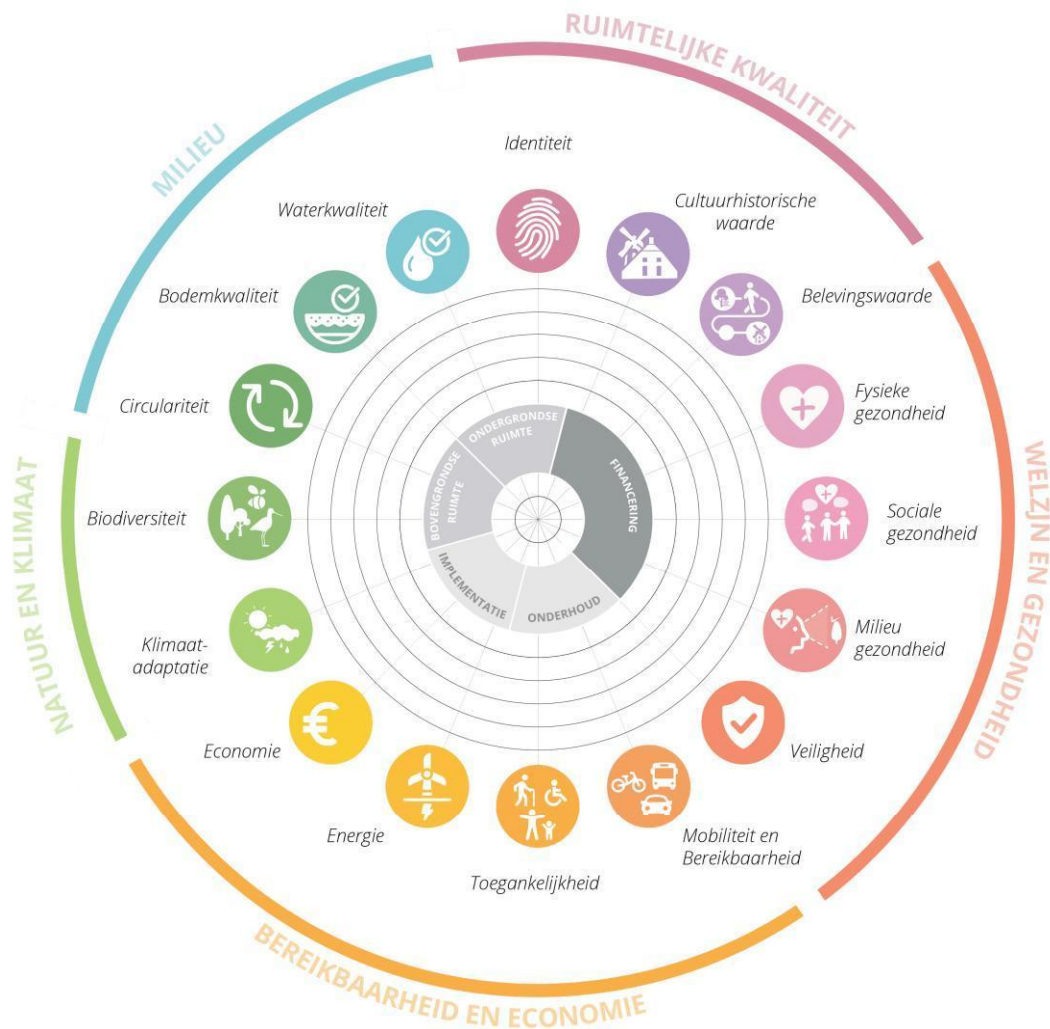 RUIMTELIJKE KWALITEIT
MILIEU
Identiteit
Waterkwaliteit
Cultuurhistorische
waarde
Bodemkwaliteit
Belevingswaarde
Circulariteit
Fysieke
gezondheid
ONDERGRONDSE
RUIMTE
FINANCERING
BOVENGRONDSE
RUIMTE
IMPLEMENTATIE
ONDERHOUD
Biodiversiteit
Sociale
gezondheid
NATUUR EN KLIMAAT
WELZJN EN GEZONDHEID
Klimaat-
adaptatie
Milieu
gezondheid
Economie
Veiligheid
Energie
Mobiliteit en
Bereikbaarheid
Toegankelijkheid
BEREIKBAARHEID EN ECONOMIE